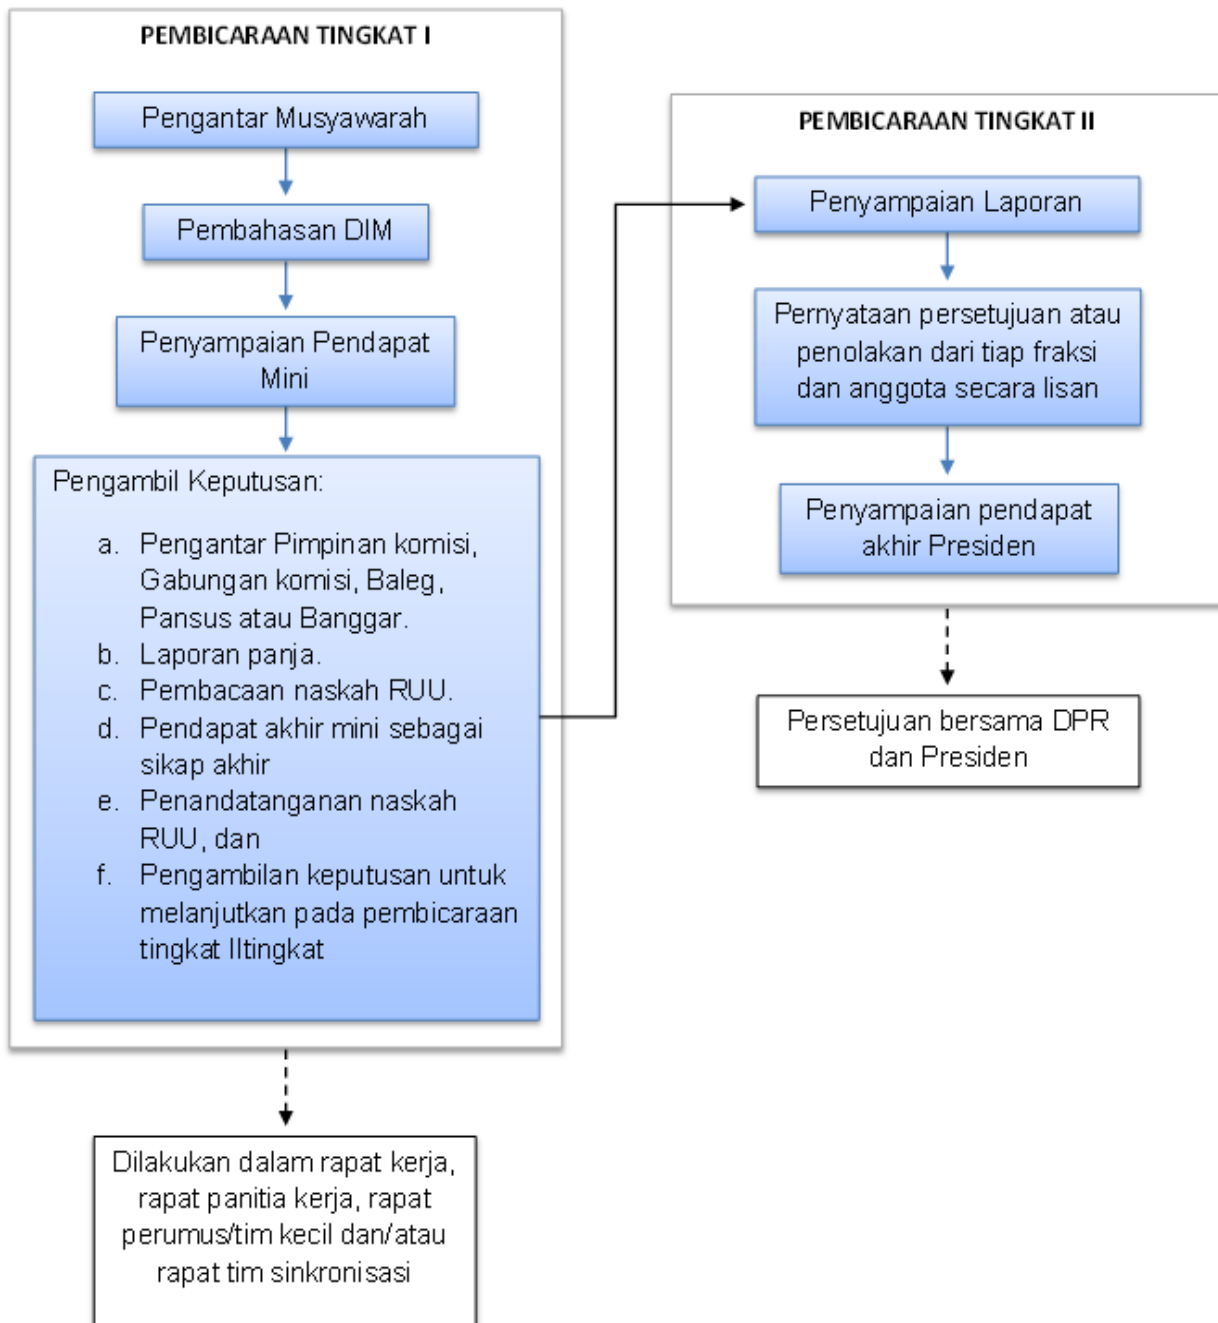 PEMBICARAAN TINGKAT I
Pengantar Musyawarah
Pembahasan DIM
Penyampaian Pendapat
Mini
Pengambil Keputusan:
a. Pengantar Pimpinan komisi,
Gabungan komisi, Baleg,
Pansus atau Banggar.
b. Laporan panja.
c. Pembacaan naskah RUU.
d. Pendapat akhir mini sebagai
sikap akhir
e. Penandatanganan naskah
RUU, dan
f. Pengambilan keputusan untuk
melanjutkan pada pembicaraan
tingkat IItingkat
Dilakukan dalam rapat kerja,
rapat panitia kerja, rapat
perumus/tim kecil dan/atau
rapat tim sinkronisasi
PEMBICARAAN TINGKAT II
Penyampaian Laporan
Pernyataan persetujuan atau
penolakan dari tiap fraksi
dan anggota secara lisan
Penyampaian pendapat
akhir Presiden
Persetujuan bersama DPR
dan Presiden